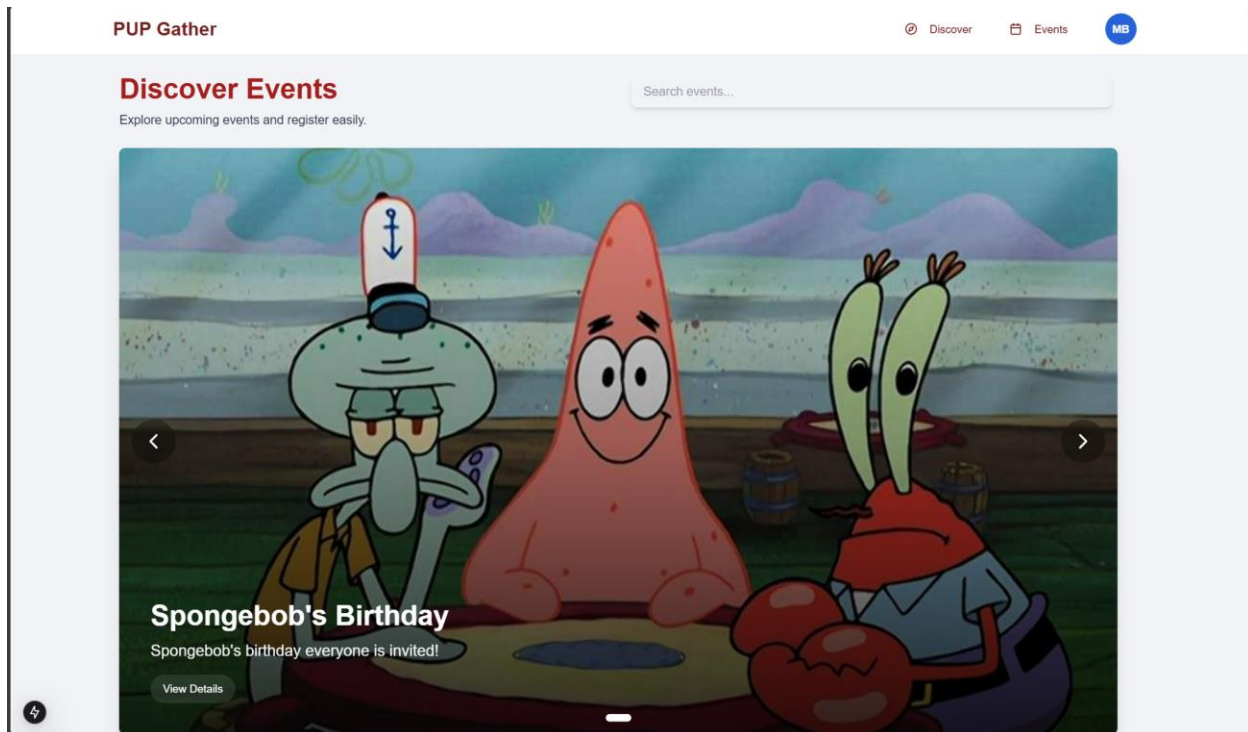 PUP Gather
Discover
Events
MB
Discover Events
Search events...
Explore upcoming events and register easily.
Spongebob's Birthday
Spongebob's birthday everyone is invited!
View Details